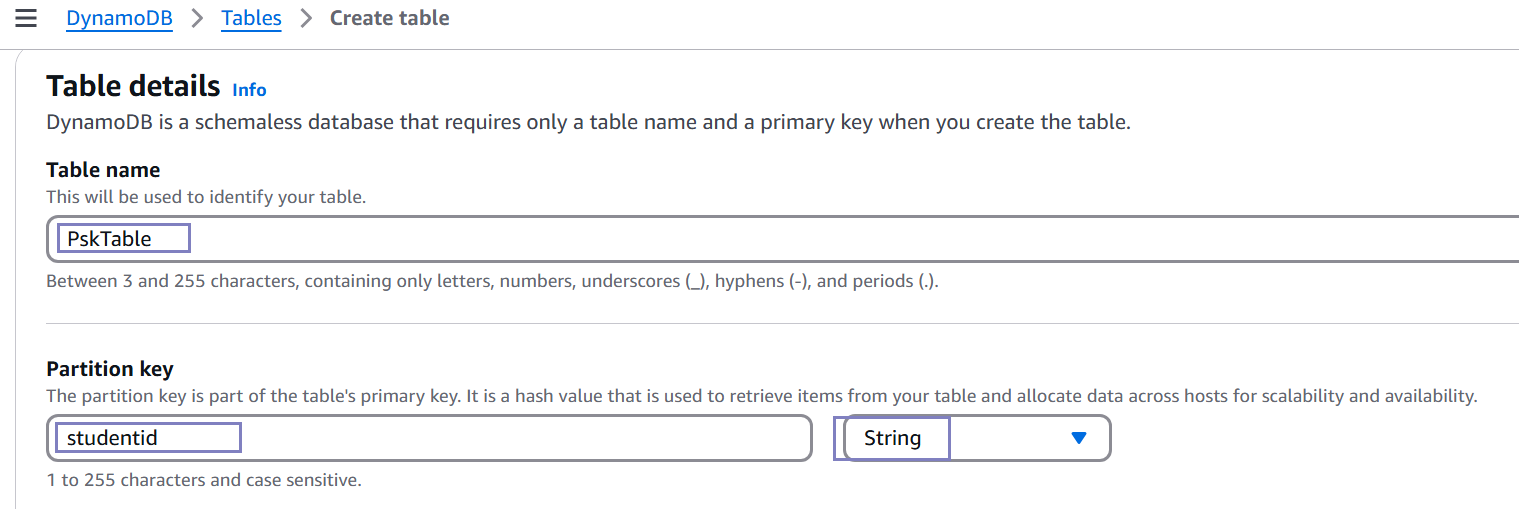 DynamoDB > Tables > Create table
Table details Info
DynamoDB is a schemaless database that requires only a table name and a primary key when you create the table.
Table name
This will be used to identify your table.
PskTable
Between 3 and 255 characters, containing only letters, numbers, underscores (_), hyphens (-), and periods (.).
Partition key
The partition key is part of the table's primary key. It is a hash value that is used to retrieve items from your table and allocate data across hosts for scalability and availability.
studentid String
1 to 255 characters and case sensitive.